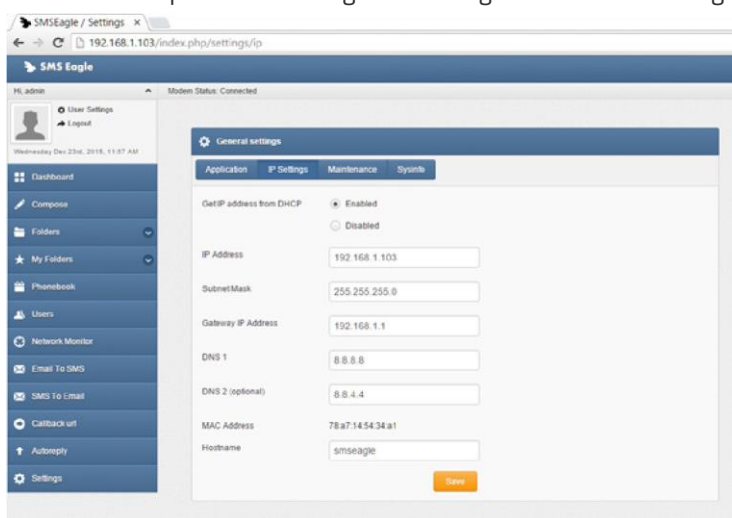 SMSEagle / Settings
192.168.1.103/index.php/settings/ip
SMS Eagle
Hi, admin
Modem Status: Connected
User Settings
Logout
Wednesday Dec 23rd, 2015, 11:57 AM
General settings
Application IP Settings Maintenance Sysinfo
Dashboard
Compose
Folders
My Folders
Phonebook
Users
Network Monitor
Email To SMS
SMS To Email
Callback url
Autoreply
Settings
Get IP address from DHCP
Enabled
Disabled
IP Address 192.168.1.103
Subnet Mask 255.255.255.0
Gateway IP Address 192.168.1.1
DNS 1 8.8.8.8
DNS 2 (optional) 8.8.4.4
MAC Address 78:a7:14:54:34:a1
Hostname smseagle
Save